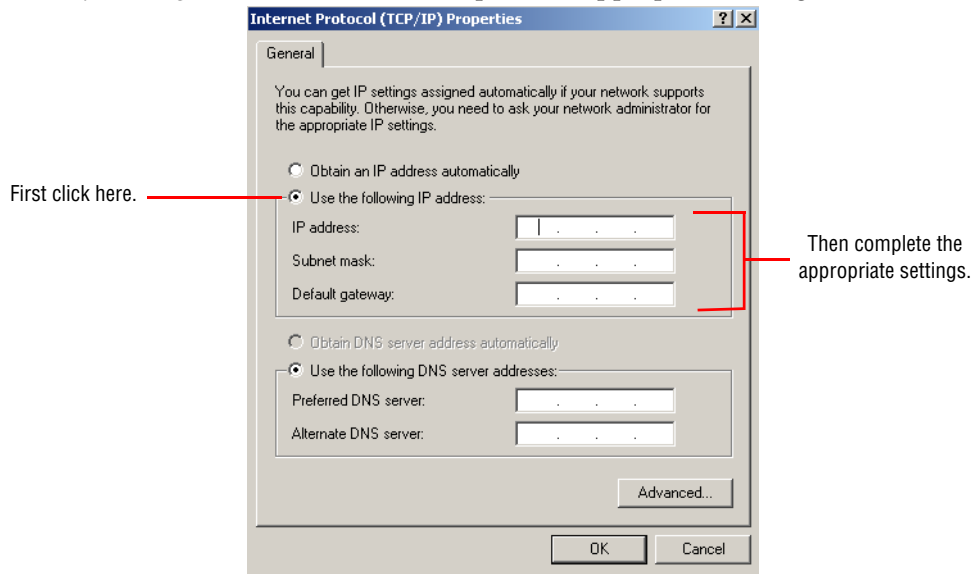 Internet Protocol (TCP/IP) Properties
General
You can get IP settings assigned automatically if your network supports
this capability. Otherwise, you need to ask your network administrator for
the appropriate IP settings.
Obtain an IP address automatically
First click here.
Use the following IP address:
IP address:
Subnet mask:
Default gateway:
Then complete the
appropriate settings.
Obtain DNS server address automatically
Use the following DNS server addresses:
Preferred DNS server:
Alternate DNS server:
Advanced...
OK
Cancel